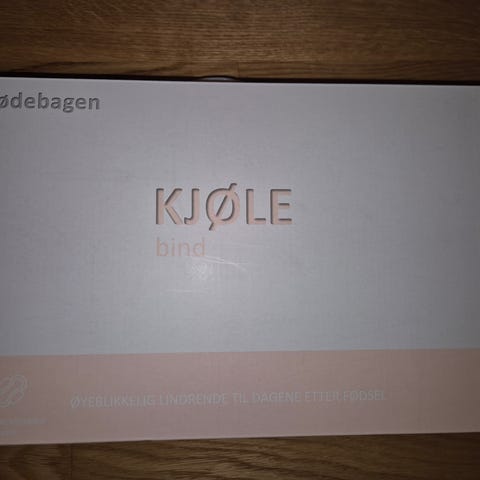 ødebagen
KJØLE
bind
ØYEBLIKKELIG LINDRENDE TIL DAGENE ETTER FØDSEL